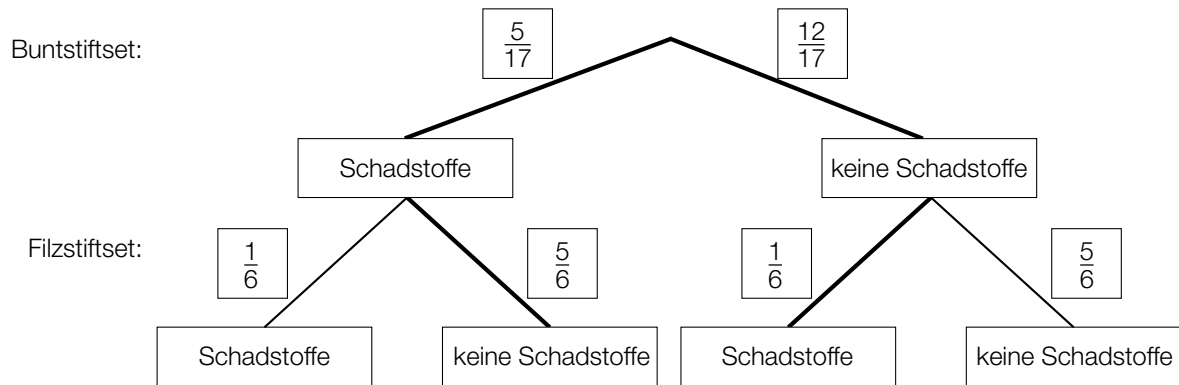 Buntstiftset:
5/17
12/17
Schadstoffe
keine Schadstoffe
Filzstiftset:
1/6
5/6
1/6
5/6
Schadstoffe
keine Schadstoffe
Schadstoffe
keine Schadstoffe